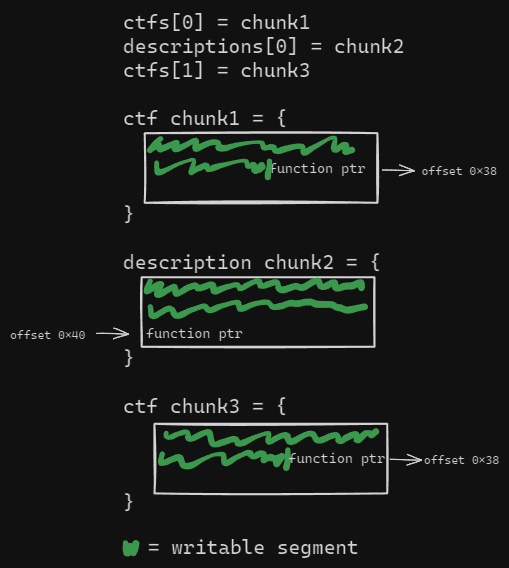 ctfs[0] = chunk1
descriptions[0] = chunk2
ctfs[1] = chunk3
ctf chunk1 = {
function ptr
offset 0×38
}
description chunk2 = {
offset 0×40
function ptr
}
ctf chunk3 = {
function ptr
offset 0×38
}
= writable segment